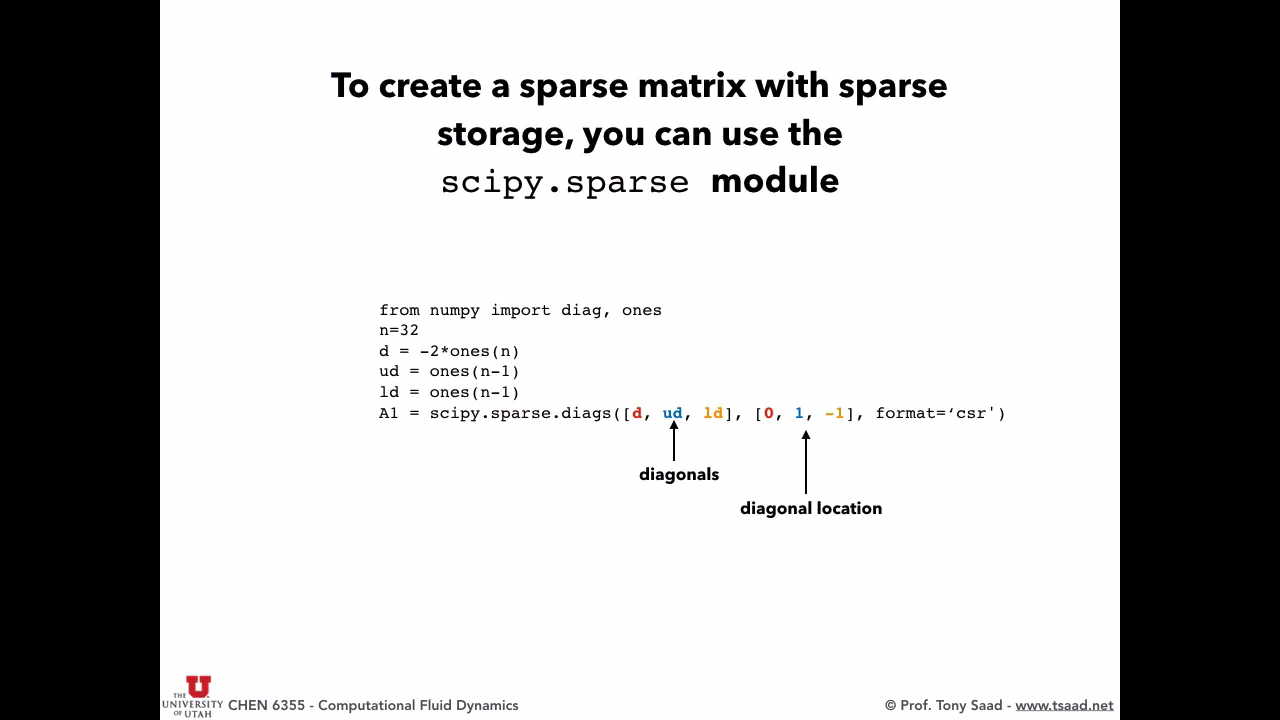 To create a sparse matrix with sparse
storage, you can use the
scipy.sparse module
from numpy import diag, ones
n=32
d = -2*ones(n)
ud = ones(n-1)
ld = ones(n-1)
A1 = scipy.sparse.diags([d, ud, ld], [0, 1, -1], format=‘csr')
diagonals
diagonal location
THE
UNIVERSITY
OF UTAH
CHEN 6355 - Computational Fluid Dynamics
© Prof. Tony Saad - www.tsaad.net